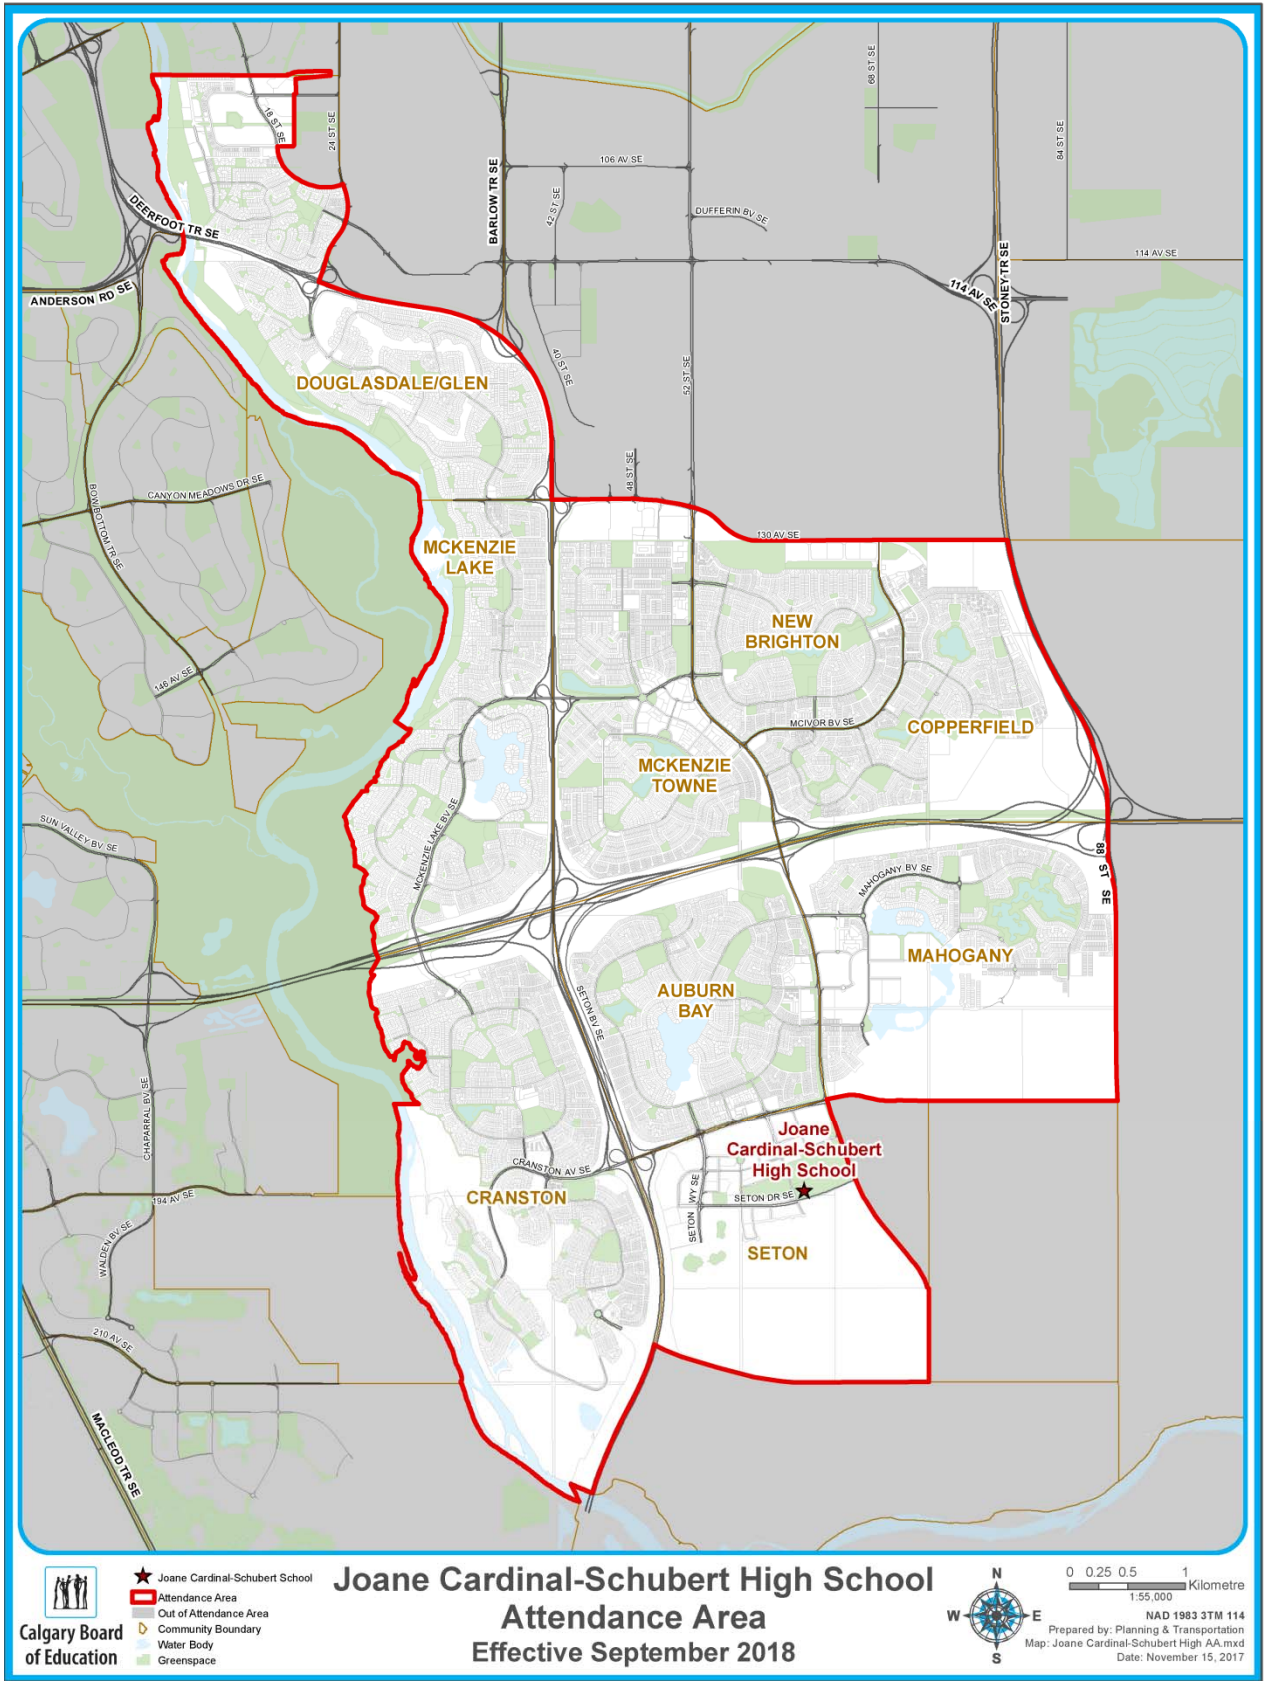 68 ST SE
84 ST SE
18 ST SE
24 ST SE
106 AV SE
BARLOW TR SE
42 ST SE
DUFFERIN BV SE
DEERFOOT TR SE
114 AV SE
STONEY TR SE
114 AV SE
ANDERSON RD SE
40 ST SE
52 ST SE
DOUGLASDALE/GLEN
48 ST SE
CANYON MEADOWS DR SE
BOW BOTTOM TR SE
130 AV SE
MCKENZIE
LAKE
NEW
BRIGHTON
146 AV SE
MCIVOR BV SE
COPPERFIELD
MCKENZIE
TOWNE
SUN VALLEY BV SE
MCKENZIE LAKE BV SE
88 ST SE
MAHOGANY BV SE
MAHOGANY
AUBURN
BAY
SETON BV SE
CHAPARRAL BV SE
Joane
Cardinal-Schubert
High School
CRANSTON AV SE
CRANSTON
194 AV SE
SETON WY SE
SETON DR SE
WALDEN BV SE
SETON
210 AV SE
MACLEOD TR SE
Calgary Board
of Education
Joane Cardinal-Schubert School
Attendance Area
Out of Attendance Area
Community Boundary
Water Body
Greenspace
Joane Cardinal-Schubert High School
Attendance Area
Effective September 2018
N
W E
S
0 0.25 0.5 1
Kilometre
1:55,000
NAD 1983 3TM 114
Prepared by: Planning & Transportation
Map: Joane Cardinal-Schubert High AA.mxd
Date: November 15, 2017